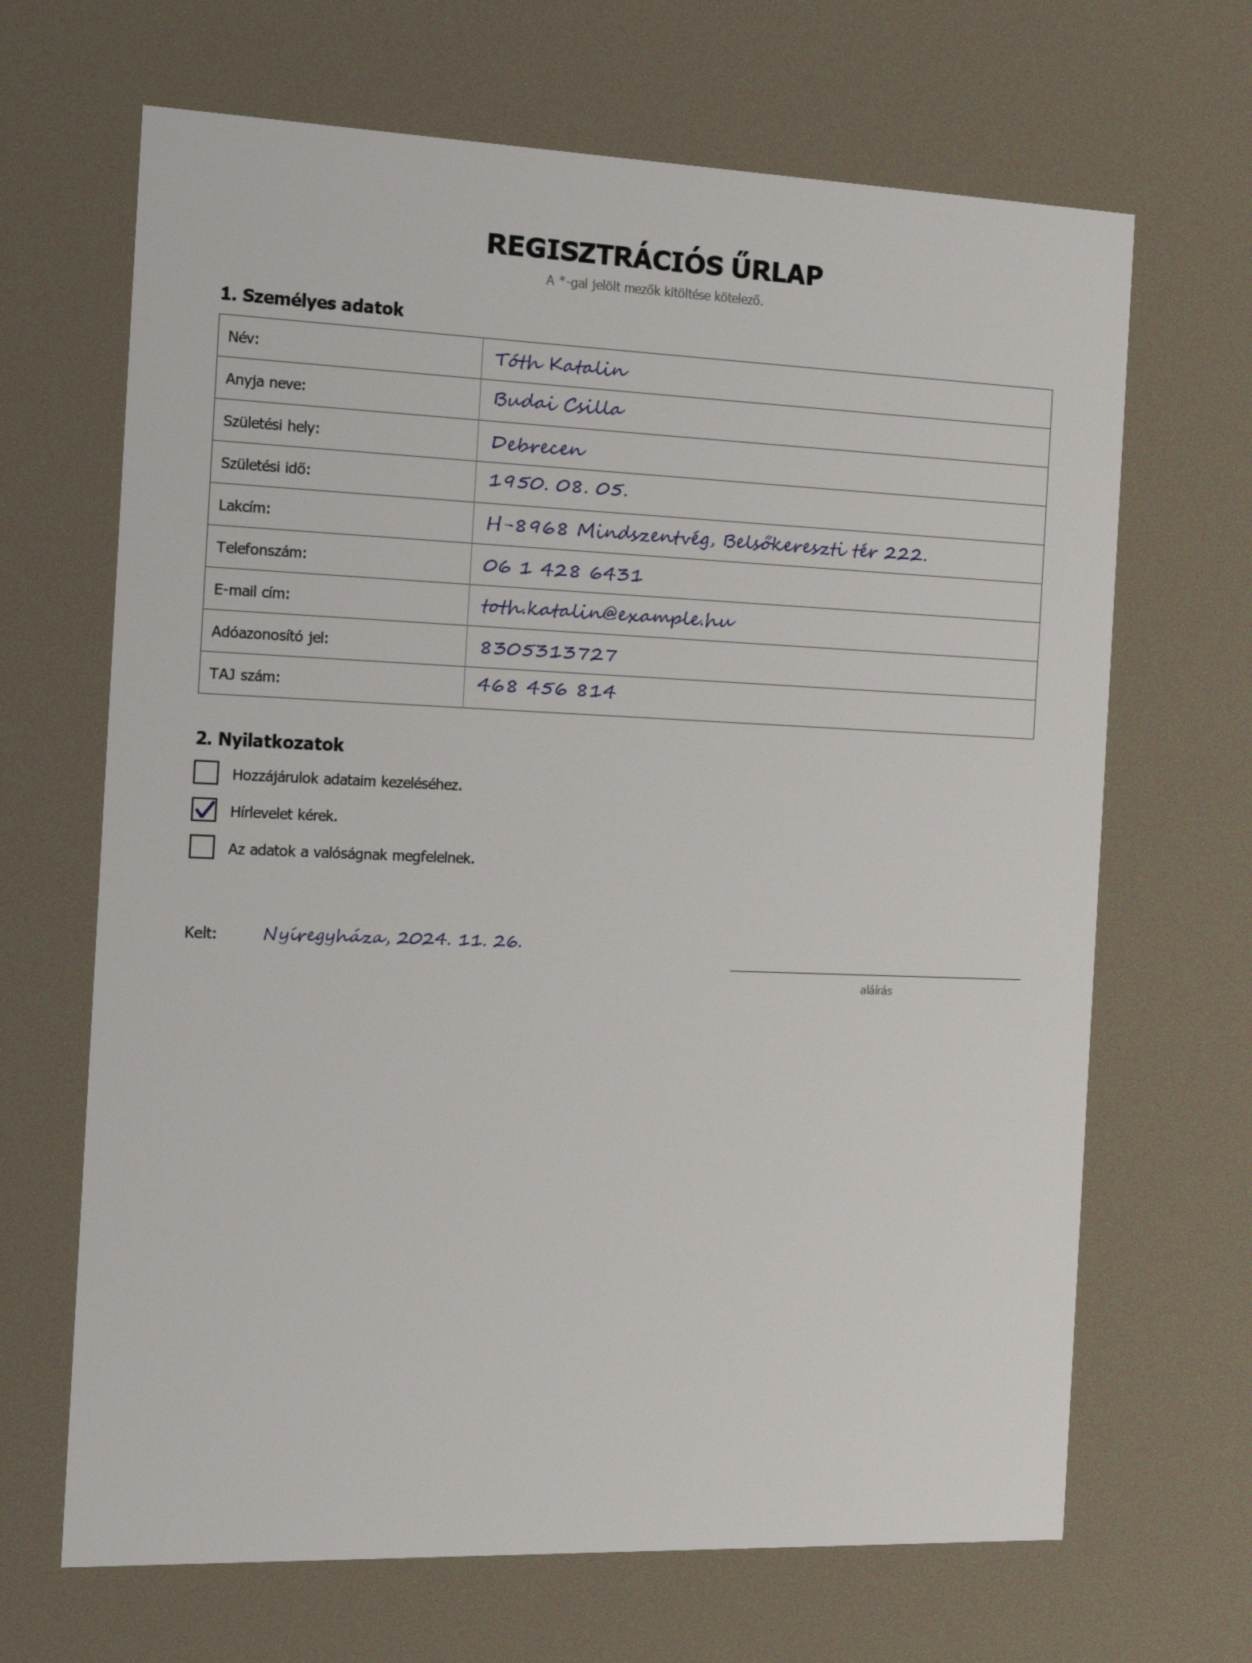 REGISZTRÁCIÓS ŰRLAP
A *-gal jelölt mezők kitöltése kötelező.
1. Személyes adatok
Név: Tóth Katalin
Anyja neve: Budai Csilla
Születési hely: Debrecen
Születési idő: 1950. 08. 05.
Lakcím: H-8968 Mindszentvég, Belsőkereszti tér 222.
Telefonszám: 06 1 428 6431
E-mail cím: toth.katalin@example.hu
Adóazonosító jel: 8305313727
TAJ szám: 468 456 814
2. Nyilatkozatok
Hozzájárulok adataim kezeléséhez.
Hírlevelet kérek.
Az adatok a valóságnak megfelelnek.
Kelt: Nyíregyháza, 2024. 11. 26.
aláírás